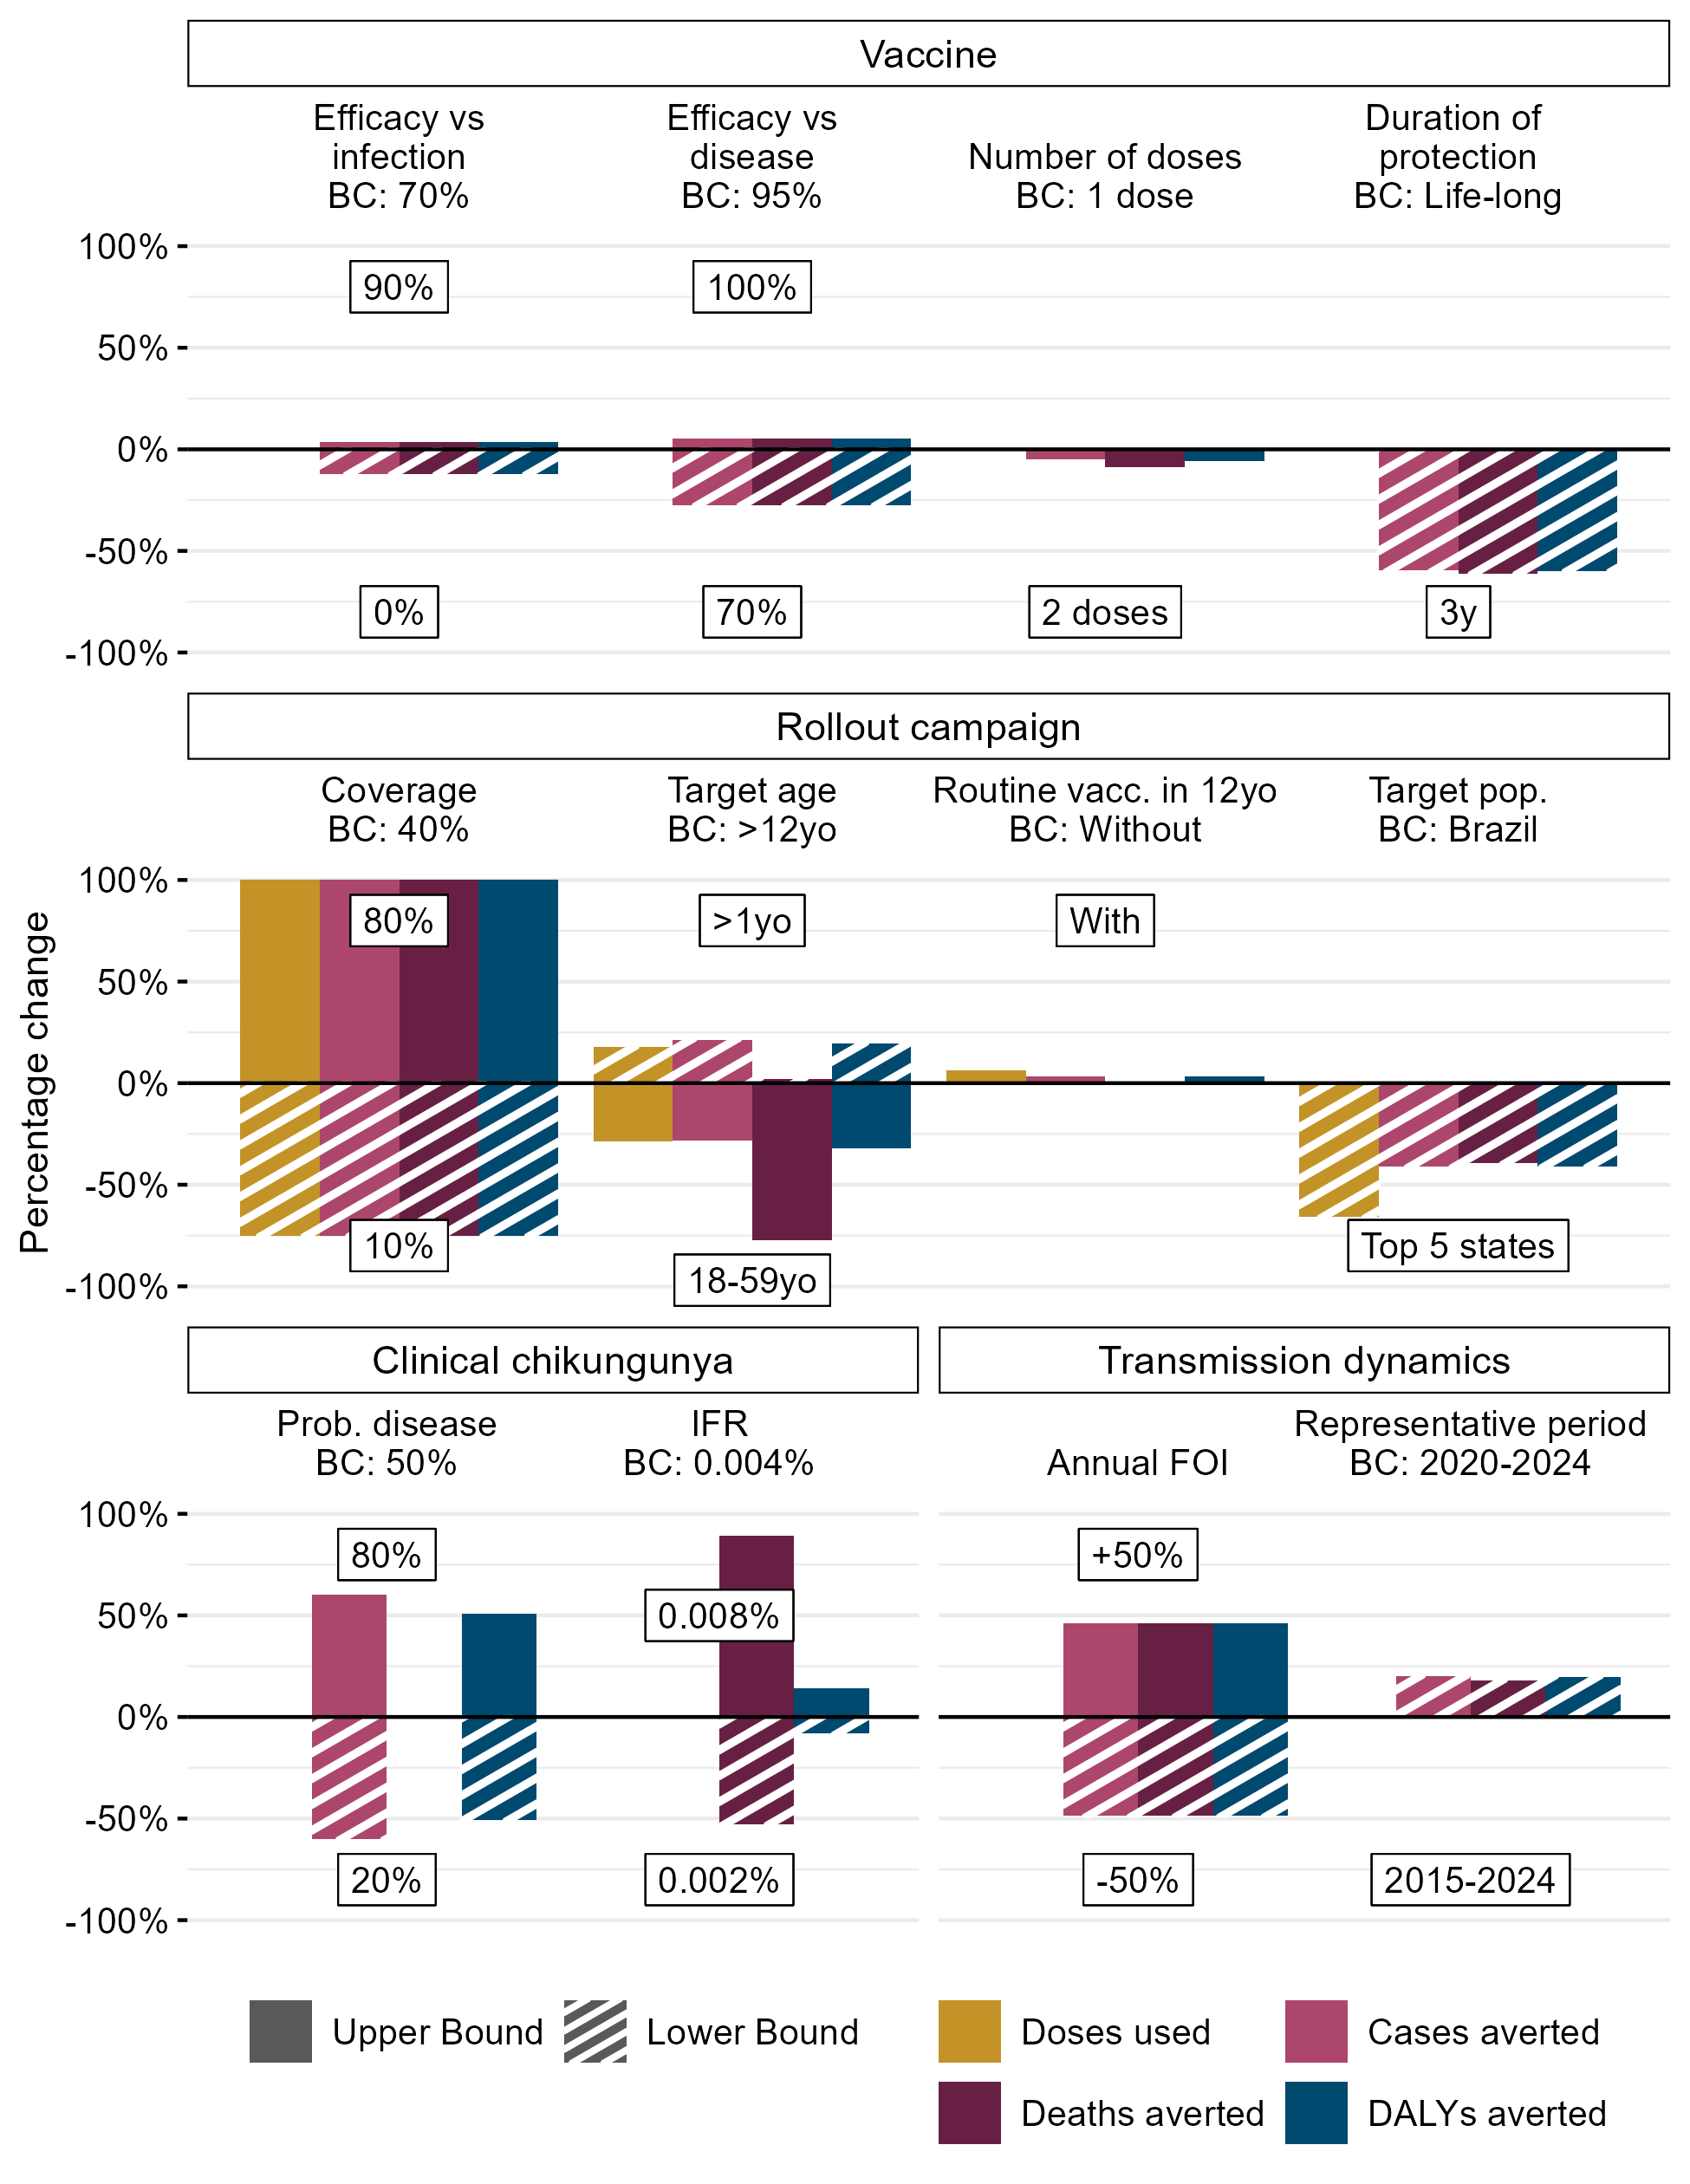 Vaccine
Efficacy vs
infection
BC: 70%
Efficacy vs
disease
BC: 95%
Number of doses
BC: 1 dose
Duration of
protection
BC: Life-long
100%
50%
0%
-50%
-100%
90%
100%
0%
70%
2 doses
3y
Rollout campaign
Coverage
BC: 40%
Target age
BC: >12yo
Routine vacc. in 12yo
BC: Without
Target pop.
BC: Brazil
Percentage change
100%
50%
0%
-50%
-100%
80%
>1yo
With
10%
18-59yo
Top 5 states
Clinical chikungunya
Transmission dynamics
Prob. disease
BC: 50%
IFR
BC: 0.004%
Annual FOI
Representative period
BC: 2020-2024
100%
50%
0%
-50%
-100%
80%
0.008%
+50%
20%
0.002%
-50%
2015-2024
Upper Bound
Lower Bound
Doses used
Cases averted
Deaths averted
DALYs averted